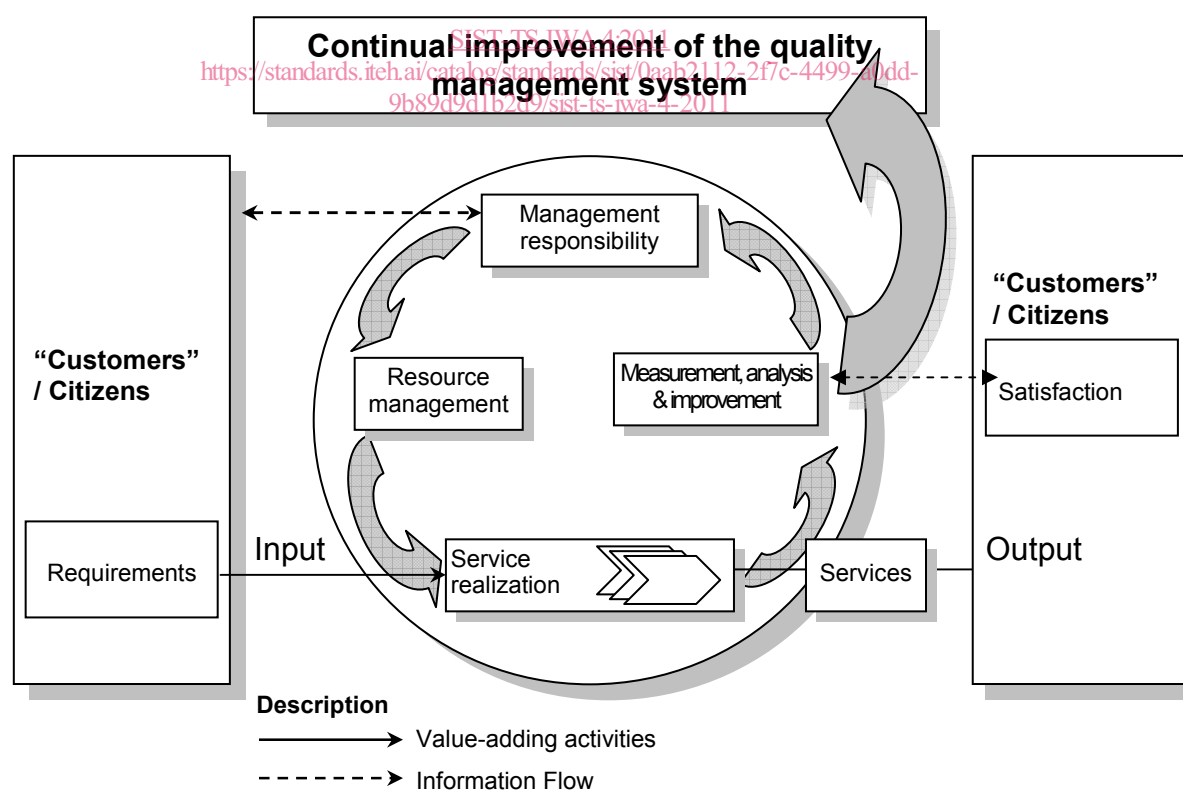 SIST-TS IWA 4:2011
Continual improvement of the quality
https://standards.iteh.ai/catalog/standards/sist/0aab2112-2f7c-4499-a0dd-
management system
9b89d9d1b2d9/sist-ts-iwa-4-2011
Management
responsibility
“Customers”
/ Citizens
“Customers”
/ Citizens
Resource
management
Measurement, analysis
& improvement
Satisfaction
Requirements
Input
Service
realization
Services
Output
Description
Value-adding activities
Information Flow